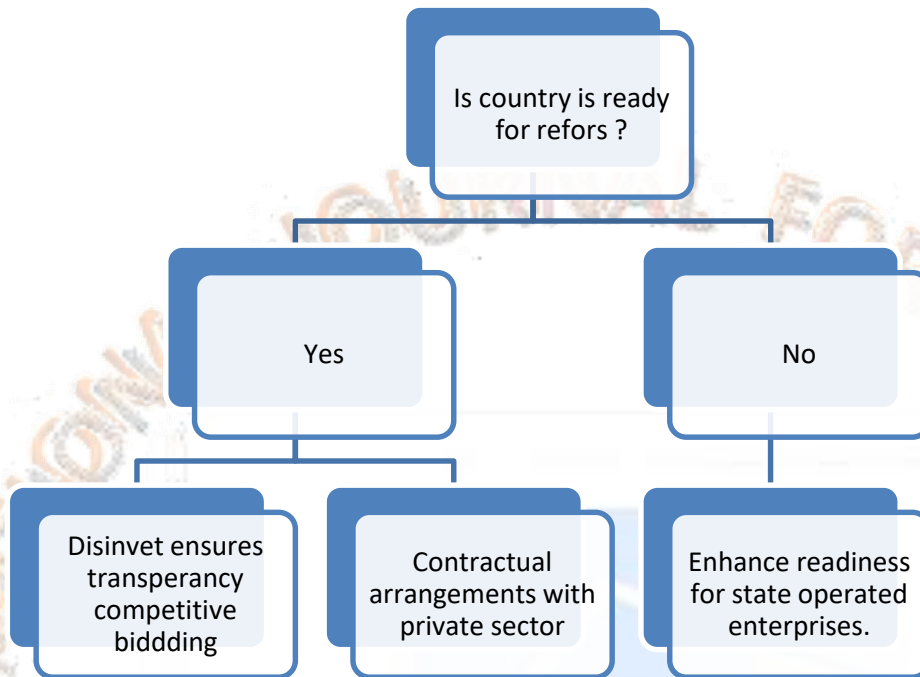 Is country is ready
for refors ?
Yes
No
Disinvet ensures
transperancy
competitive
biddding
Contractual
arrangements with
private sector
Enhance readiness
for state operated
enterprises.